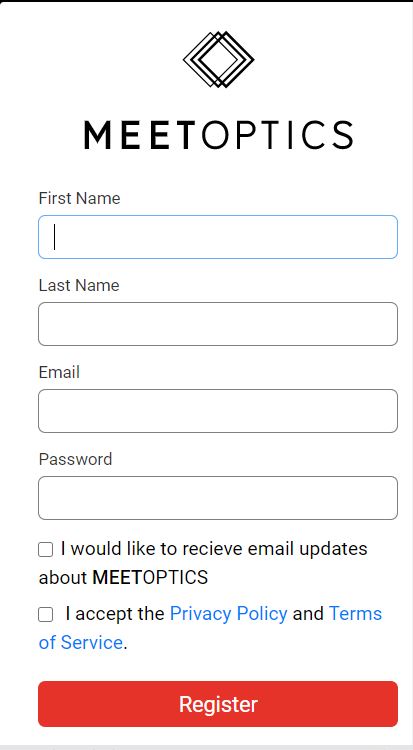 MEETOPTICS
First Name
Last Name
Email
Password
I would like to recieve email updates
about MEETOPTICS
I accept the Privacy Policy and Terms
of Service.
Register